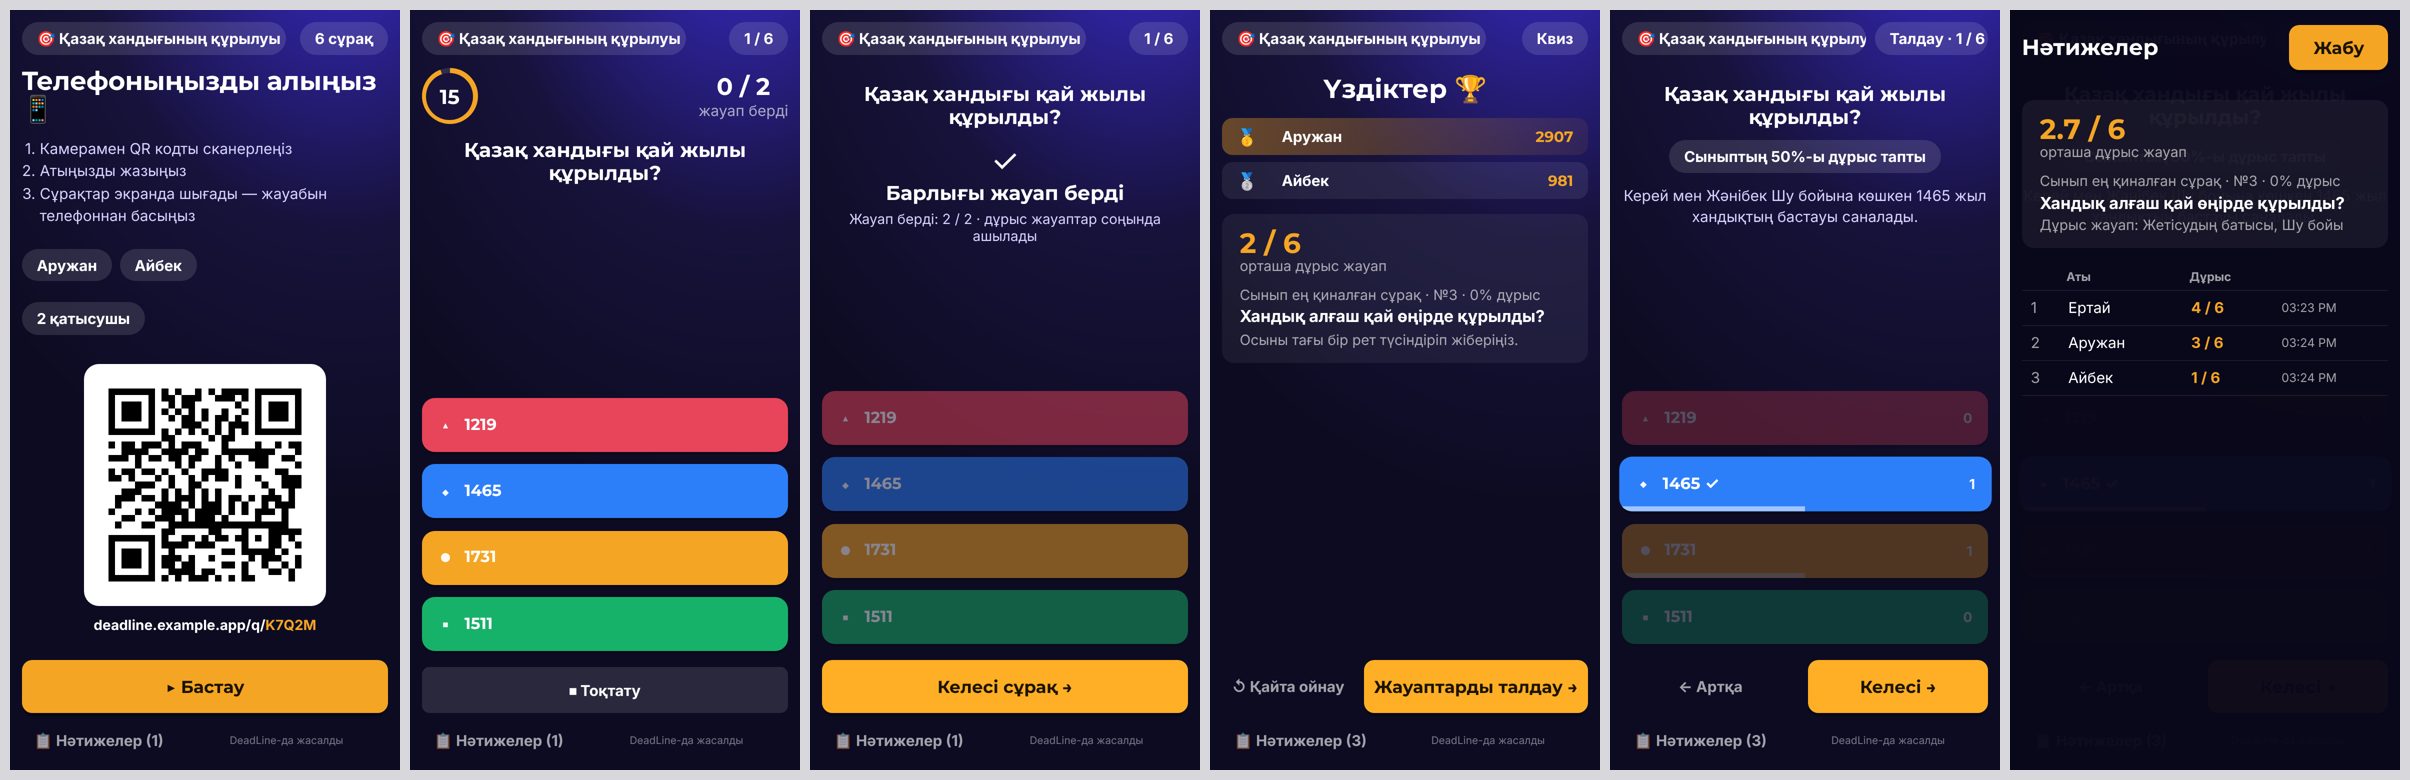 🎯 Қазақ хандығының құрылуы
6 сұрақ
Телефоныңызды алыңыз
📱
1. Камерамен QR кодты сканерлеңіз
2. Атыңызды жазыңыз
3. Сұрақтар экранда шығады — жауабын
телефоннан басыңыз
Аружан
Айбек
2 қатысушы
deadline.example.app/q/K7Q2M
▶ Бастау
📋 Нәтижелер (1)
DeadLine-да жасалды
🎯 Қазақ хандығының құрылуы
1 / 6
15
0 / 2
жауап берді
Қазақ хандығы қай жылы
құрылды?
▲ 1219
◆ 1465
● 1731
■ 1511
■ Тоқтату
📋 Нәтижелер (1)
DeadLine-да жасалды
🎯 Қазақ хандығының құрылуы
1 / 6
Қазақ хандығы қай жылы
құрылды?
✓
Барлығы жауап берді
Жауап берді: 2 / 2 · дұрыс жауаптар соңында
ашылады
▲ 1219
◆ 1465
● 1731
■ 1511
Келесі сұрақ →
📋 Нәтижелер (1)
DeadLine-да жасалды
🎯 Қазақ хандығының құрылуы
Квиз
Үздіктер 🏆
🥇 Аружан 2907
🥈 Айбек 981
2 / 6
орташа дұрыс жауап
Сынып ең қиналған сұрақ · №3 · 0% дұрыс
Хандық алғаш қай өңірде құрылды?
Осыны тағы бір рет түсіндіріп жіберіңіз.
↺ Қайта ойнау
Жауаптарды талдау →
📋 Нәтижелер (3)
DeadLine-да жасалды
🎯 Қазақ хандығының құрылу
Талдау · 1 / 6
Қазақ хандығы қай жылы
құрылды?
Сыныптың 50%-ы дұрыс тапты
Керей мен Жәнібек Шу бойына көшкен 1465 жыл
хандықтың бастауы саналады.
▲ 1219 0
◆ 1465 ✓ 1
● 1731 1
■ 1511 0
← Артқа
Келесі →
📋 Нәтижелер (3)
DeadLine-да жасалды
Нәтижелер
Жабу
2.7 / 6
орташа дұрыс жауап
Сынып ең қиналған сұрақ · №3 · 0% дұрыс
Хандық алғаш қай өңірде құрылды?
Дұрыс жауап: Жетісудың батысы, Шу бойы
Аты Дұрыс
1 Ертай 4 / 6 03:23 PM
2 Аружан 3 / 6 03:24 PM
3 Айбек 1 / 6 03:24 PM
1465 ✓
← Артқа
Келесі →
📋 Нәтижелер (3)